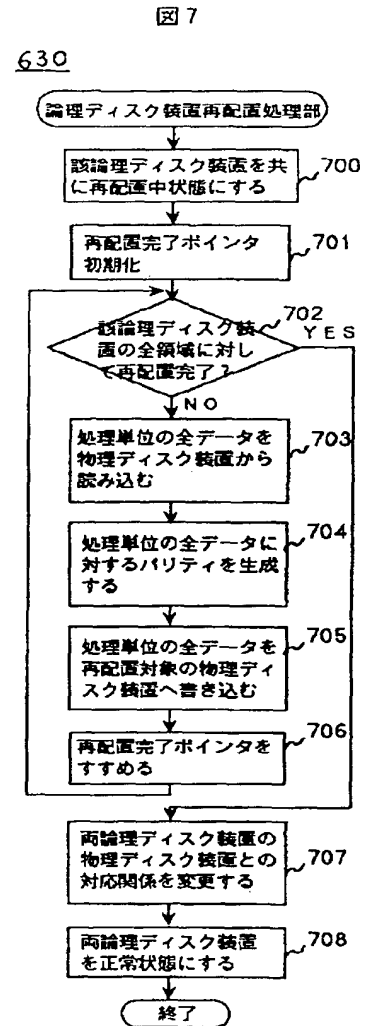 図7
630
論理ディスク装置再配置処理部
該論理ディスク装置を共
に再配置中状態にする
700
再配置完了ポインタ
初期化
701
該論理ディスク装
置の全領域に対し
て再配置完了?
702
YES
NO
処理単位の全データを
物理ディスク装置から
読み込む
703
処理単位の全データに
対するパリティを生成
する
704
処理単位の全データを
再配置対象の物理ディ
スク装置へ書き込む
705
再配置完了ポインタを
すすめる
706
両論理ディスク装置の
物理ディスク装置との
対応関係を変更する
707
両論理ディスク装置
を正常状態にする
708
終了